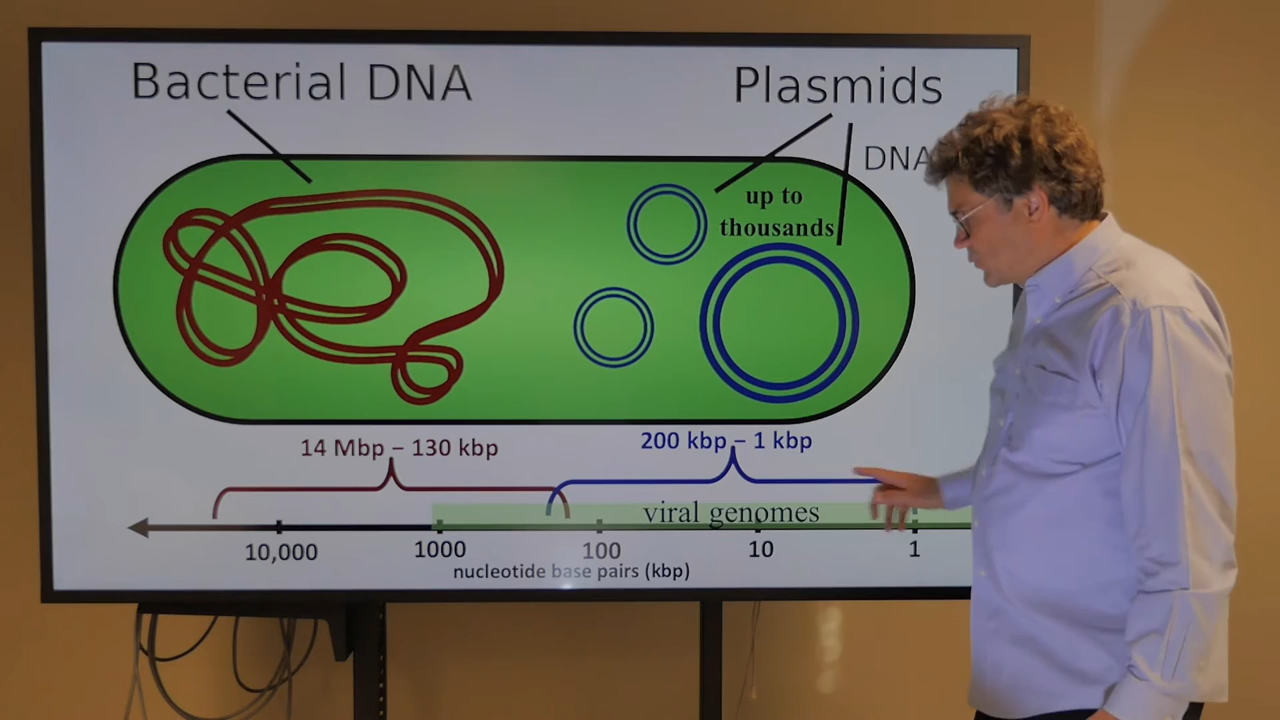 Bacterial DNA
Plasmids
DNA
up to
thousands
14 Mbp – 130 kbp
200 kbp – 1 kbp
viral genomes
10,000
1000
100
10
1
nucleotide base pairs (kbp)